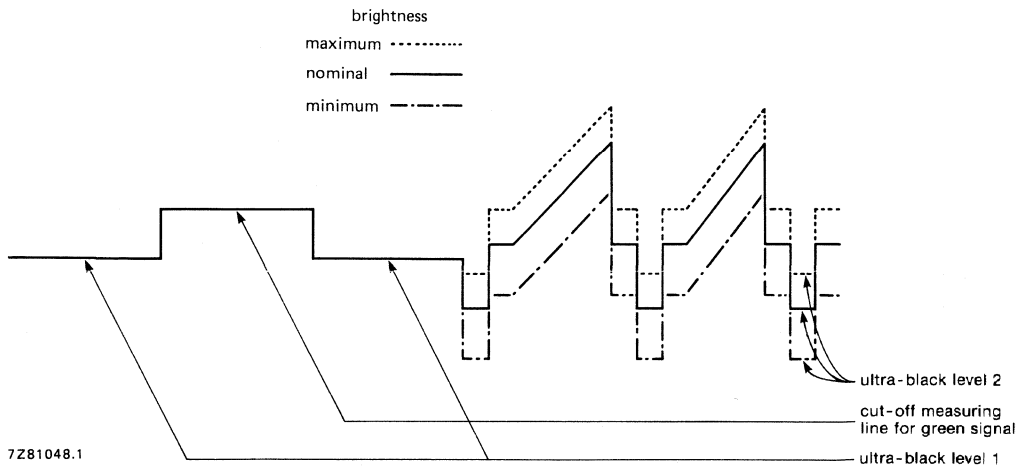 brightness
maximum
nominal
minimum
ultra-black level 2
cut-off measuring
line for green signal
ultra-black level 1
7Z81048.1